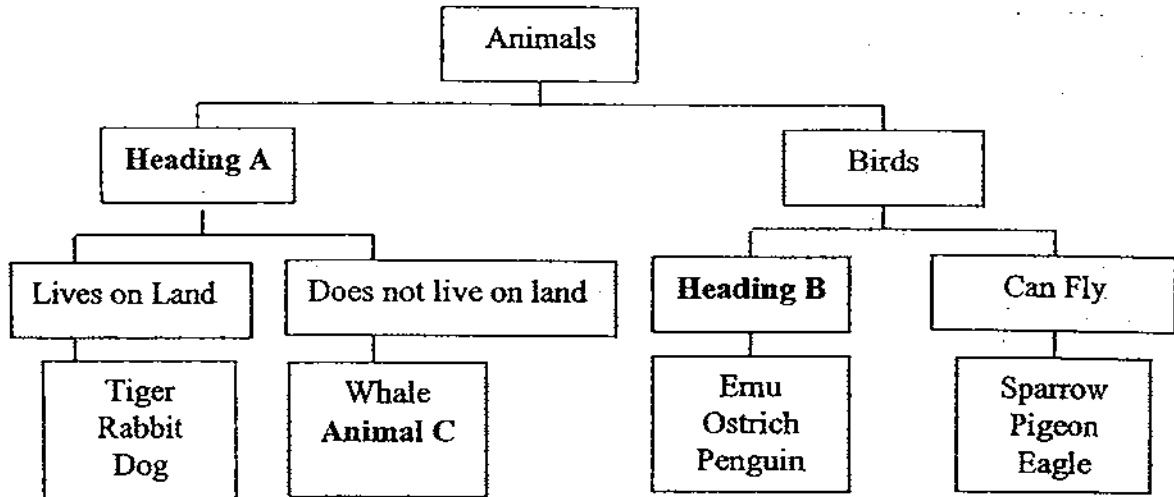 Animals
Heading A
Birds
Lives on Land
Does not live on land
Heading B
Can Fly
Tiger
Rabbit
Dog
Whale
Animal C
Emu
Ostrich
Penguin
Sparrow
Pigeon
Eagle